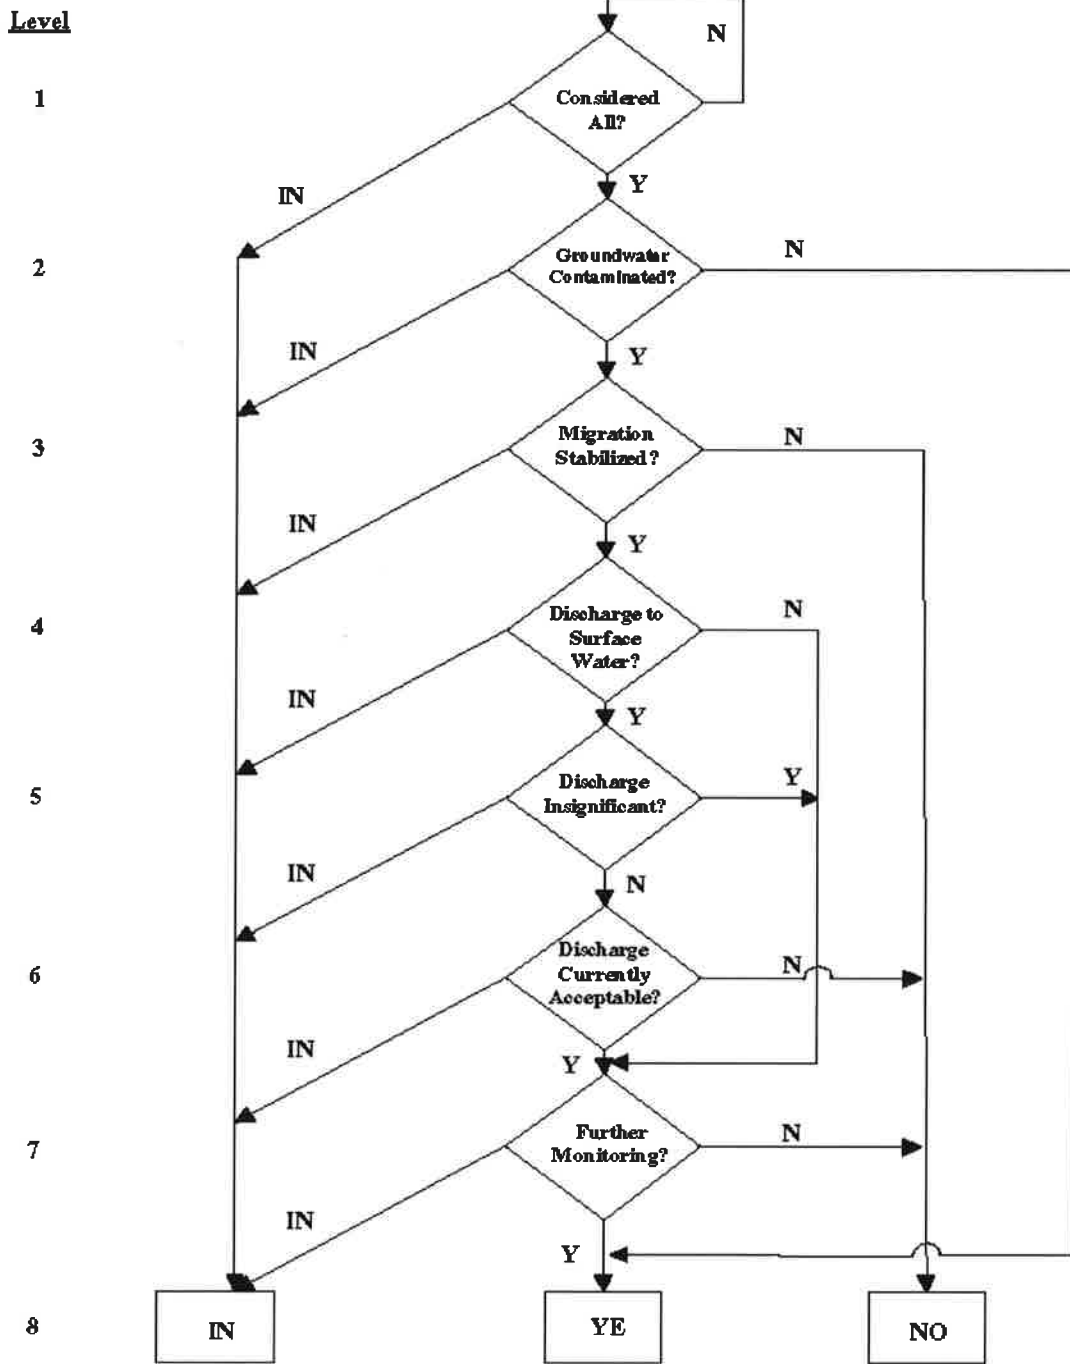 Level
N
1
Considered
All?
Y
IN
2
Groundwater
Contaminated?
N
IN
Y
3
Migration
Stabilized?
N
IN
Y
4
Discharge to
Surface
Water?
N
IN
Y
5
Discharge
Insignificant?
Y
IN
N
6
Discharge
Currently
Acceptable?
N
IN
Y
7
Further
Monitoring?
N
IN
Y
8
IN
YE
NO